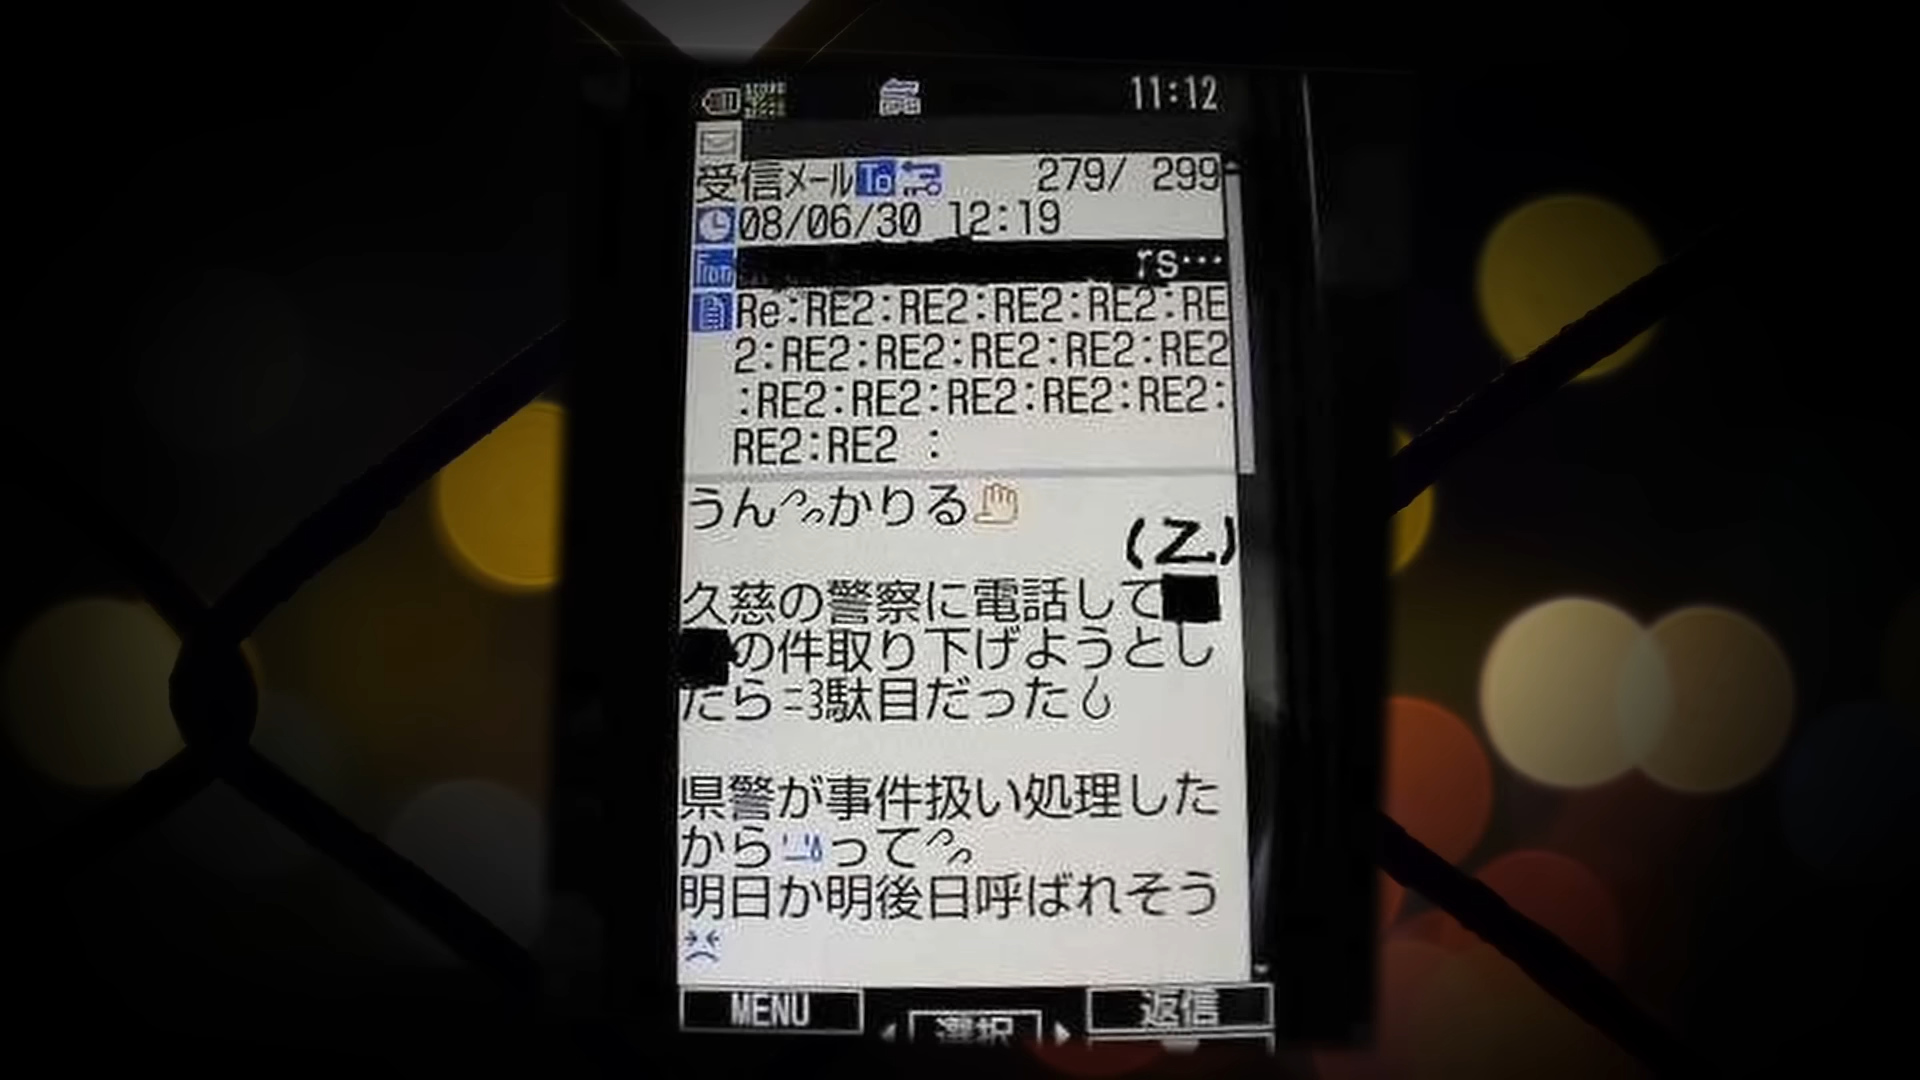 11:12
受信メール To 279/ 299
08/06/30 12:19
From rs…
Re:RE2:RE2:RE2:RE2:RE
2:RE2:RE2:RE2:RE2:RE2
:RE2:RE2:RE2:RE2:RE2:
RE2:RE2 :
うん かりる
(乙)
久慈の警察に電話して
の件取り下げようとし
たら 駄目だった
県警が事件扱い処理した
から って
明日か明後日呼ばれそう
MENU 選択 返信